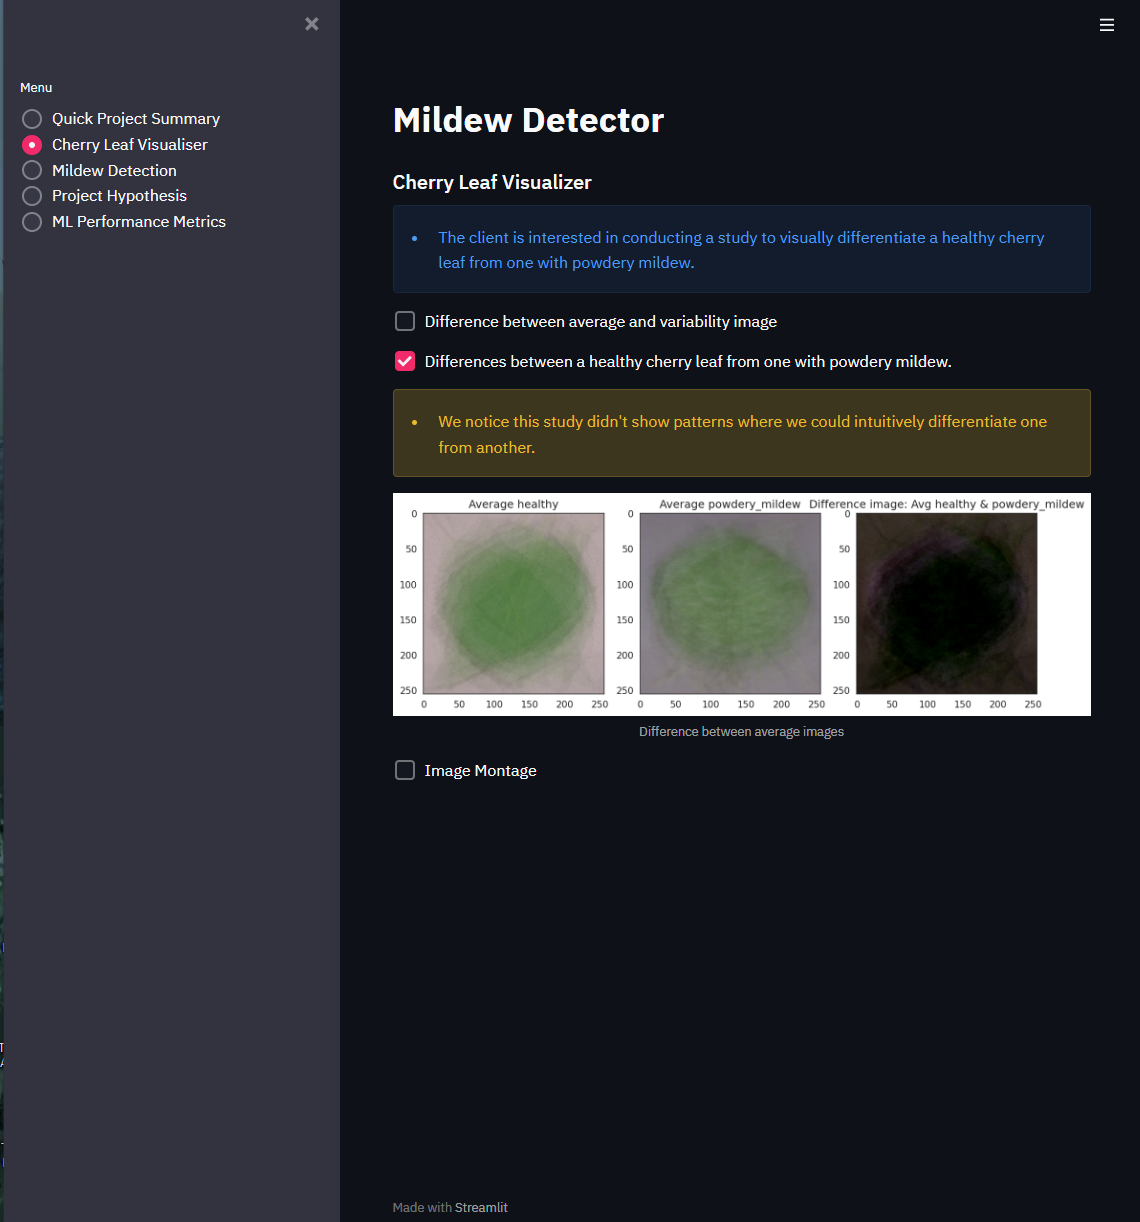 Menu
Quick Project Summary
Cherry Leaf Visualiser
Mildew Detection
Project Hypothesis
ML Performance Metrics
Mildew Detector
Cherry Leaf Visualizer
The client is interested in conducting a study to visually differentiate a healthy cherry
leaf from one with powdery mildew.
Difference between average and variability image
Differences between a healthy cherry leaf from one with powdery mildew.
We notice this study didn't show patterns where we could intuitively differentiate one
from another.
Average healthy
0
50
100
150
200
250
0 50 100 150 200 250
Average powdery_mildew
0
50
100
150
200
250
0 50 100 150 200 250
Difference image: Avg healthy & powdery_mildew
0
50
100
150
200
250
0 50 100 150 200 250
Difference between average images
Image Montage
Made with Streamlit